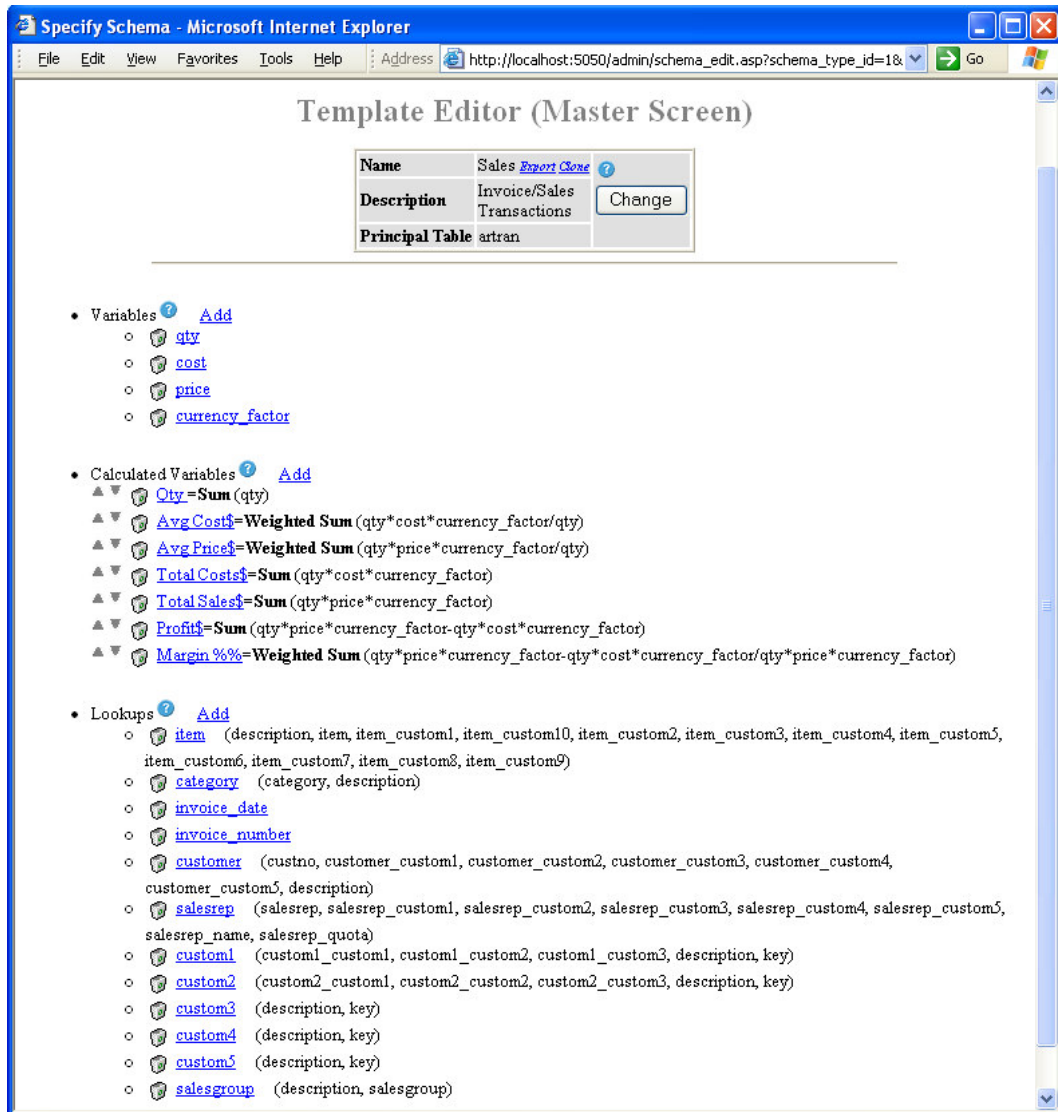 Specify Schema - Microsoft Internet Explorer
File Edit View Favorites Tools Help Address http://localhost:5050/admin/schema_edit.asp?schema_type_id=1& Go
Template Editor (Master Screen)
Name Sales Export Clone ?
Description Invoice/Sales
Transactions
Change
Principal Table artran
Variables ? Add
qty
cost
price
currency_factor
Calculated Variables ? Add
Qty =Sum (qty)
Avg Cost$=Weighted Sum (qty*cost*currency_factor/qty)
Avg Price$=Weighted Sum (qty*price*currency_factor/qty)
Total Costs$=Sum (qty*cost*currency_factor)
Total Sales$=Sum (qty*price*currency_factor)
Profit$=Sum (qty*price*currency_factor-qty*cost*currency_factor)
Margin %%=Weighted Sum (qty*price*currency_factor-qty*cost*currency_factor/qty*price*currency_factor)
Lookups ? Add
item (description, item, item_custom1, item_custom10, item_custom2, item_custom3, item_custom4, item_custom5,
item_custom6, item_custom7, item_custom8, item_custom9)
category (category, description)
invoice_date
invoice_number
customer (custno, customer_custom1, customer_custom2, customer_custom3, customer_custom4,
customer_custom5, description)
salesrep (salesrep, salesrep_custom1, salesrep_custom2, salesrep_custom3, salesrep_custom4, salesrep_custom5,
salesrep_name, salesrep_quota)
custom1 (custom1_custom1, custom1_custom2, custom1_custom3, description, key)
custom2 (custom2_custom1, custom2_custom2, custom2_custom3, description, key)
custom3 (description, key)
custom4 (description, key)
custom5 (description, key)
salesgroup (description, salesgroup)